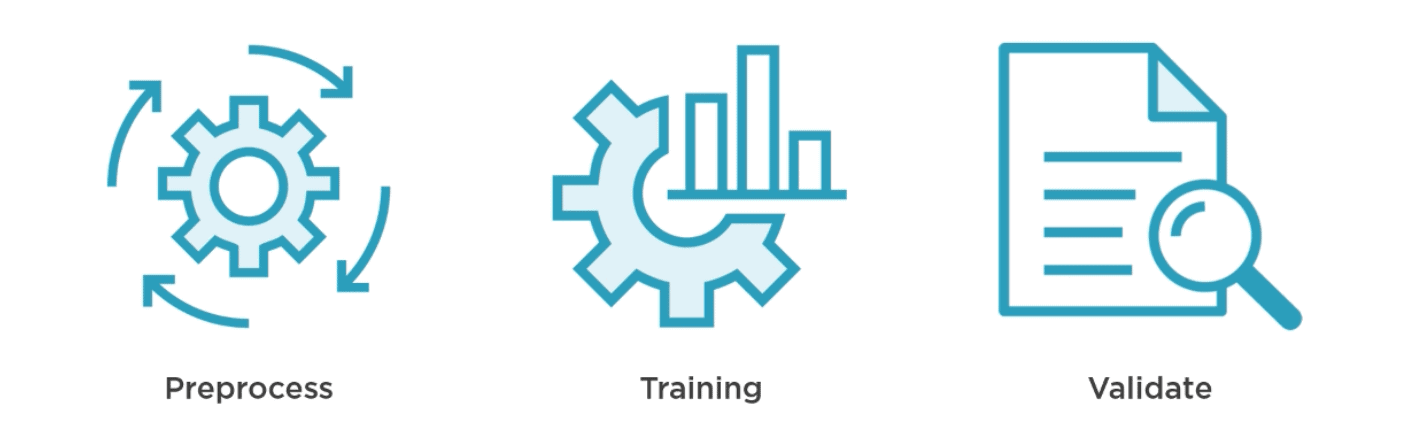 Preprocess
Training
Validate